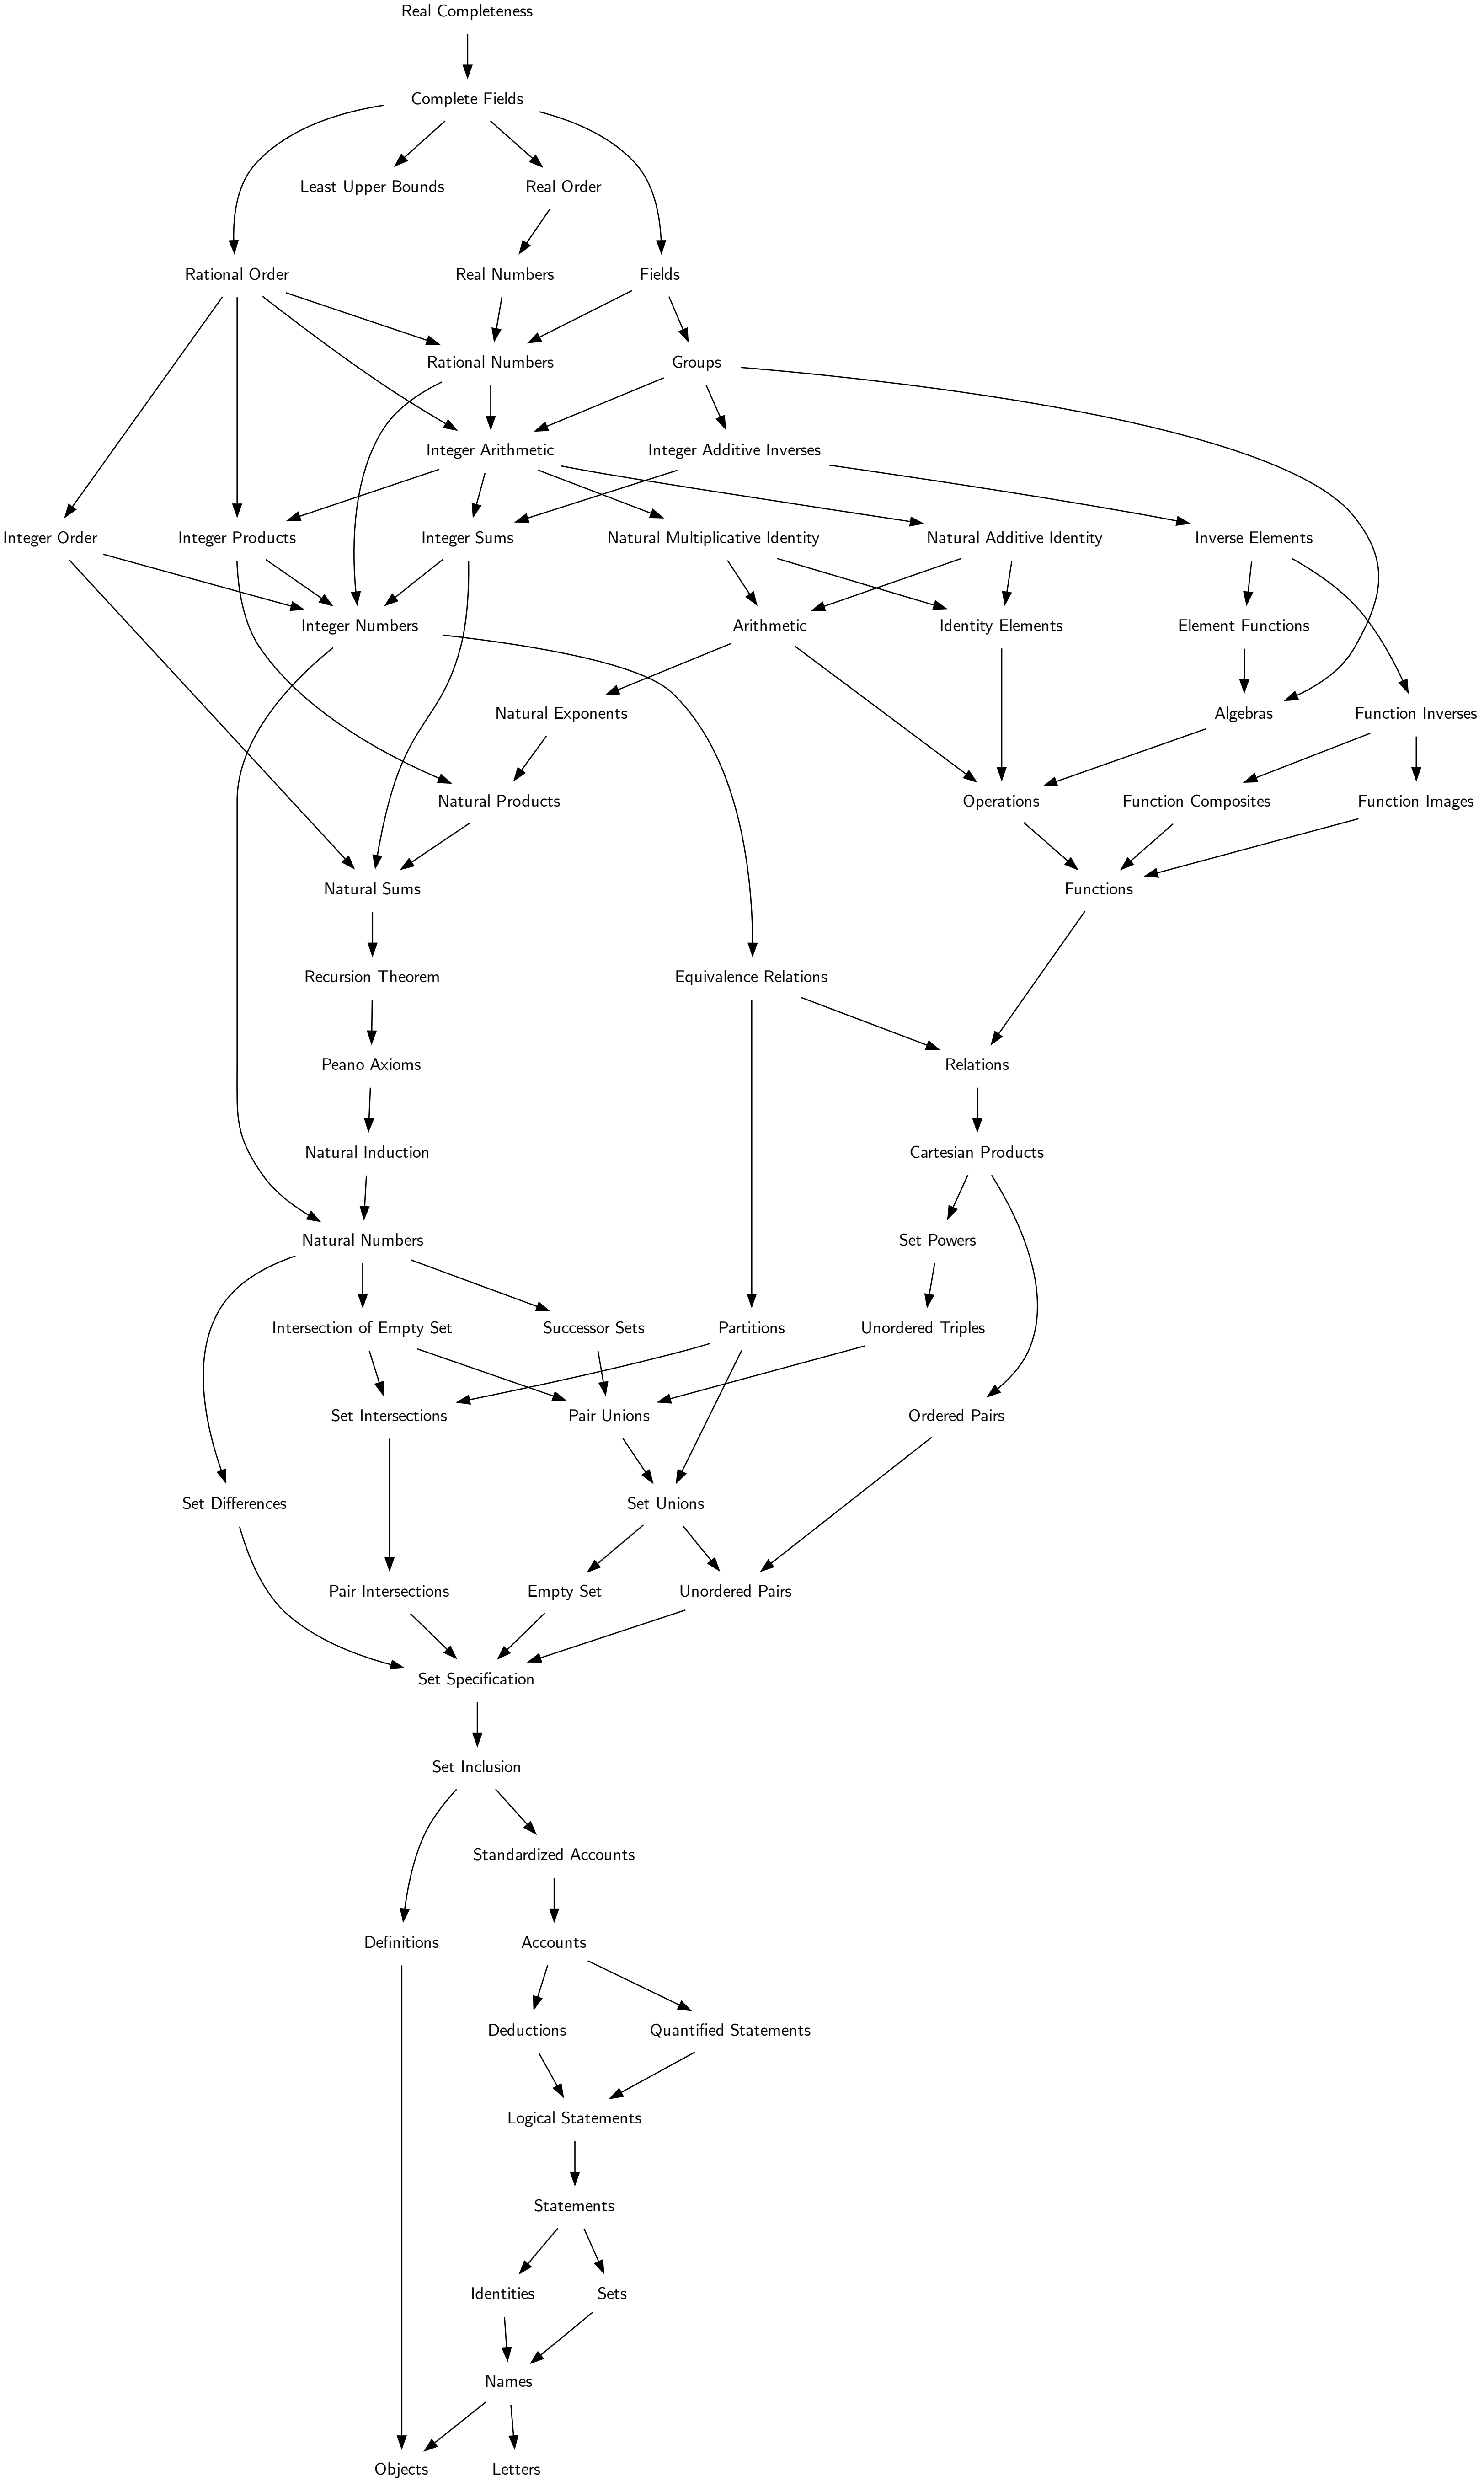 Real Completeness
Complete Fields
Least Upper Bounds
Real Order
Rational Order
Real Numbers
Fields
Rational Numbers
Groups
Integer Arithmetic
Integer Additive Inverses
Integer Order
Integer Products
Integer Sums
Natural Multiplicative Identity
Natural Additive Identity
Inverse Elements
Integer Numbers
Arithmetic
Identity Elements
Element Functions
Natural Exponents
Algebras
Function Inverses
Natural Products
Operations
Function Composites
Function Images
Natural Sums
Functions
Recursion Theorem
Equivalence Relations
Peano Axioms
Relations
Natural Induction
Cartesian Products
Natural Numbers
Set Powers
Intersection of Empty Set
Successor Sets
Partitions
Unordered Triples
Set Intersections
Pair Unions
Ordered Pairs
Set Differences
Set Unions
Pair Intersections
Empty Set
Unordered Pairs
Set Specification
Set Inclusion
Standardized Accounts
Definitions
Accounts
Deductions
Quantified Statements
Logical Statements
Statements
Identities
Sets
Names
Objects
Letters